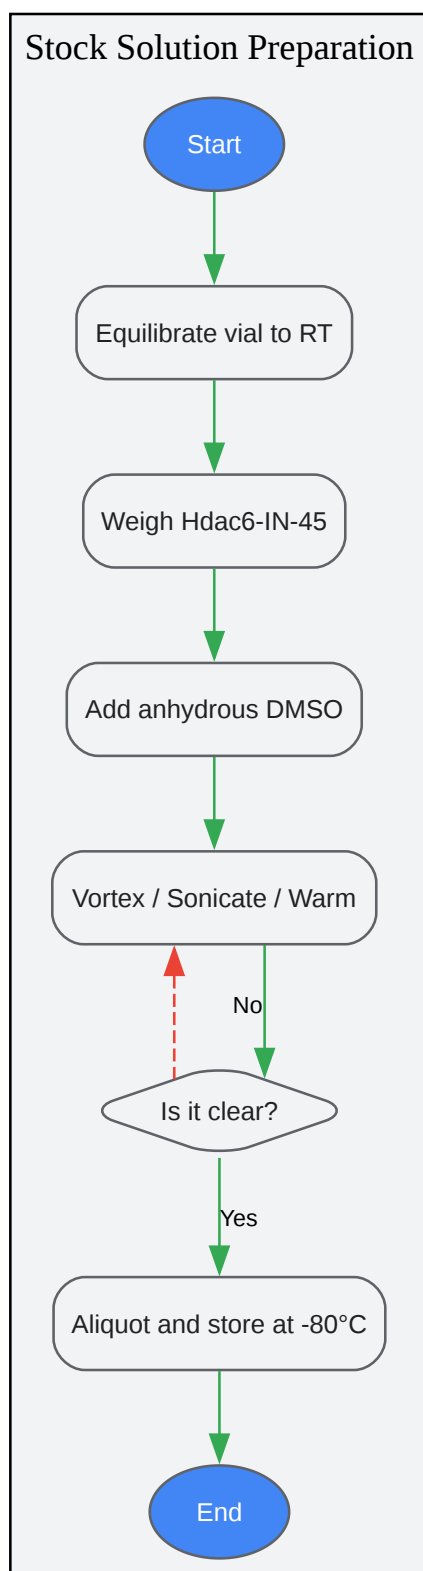 Stock Solution Preparation
Start
Equilibrate vial to RT
Weigh Hdac6-IN-45
Add anhydrous DMSO
Vortex / Sonicate / Warm
No
Is it clear?
Yes
Aliquot and store at -80°C
End